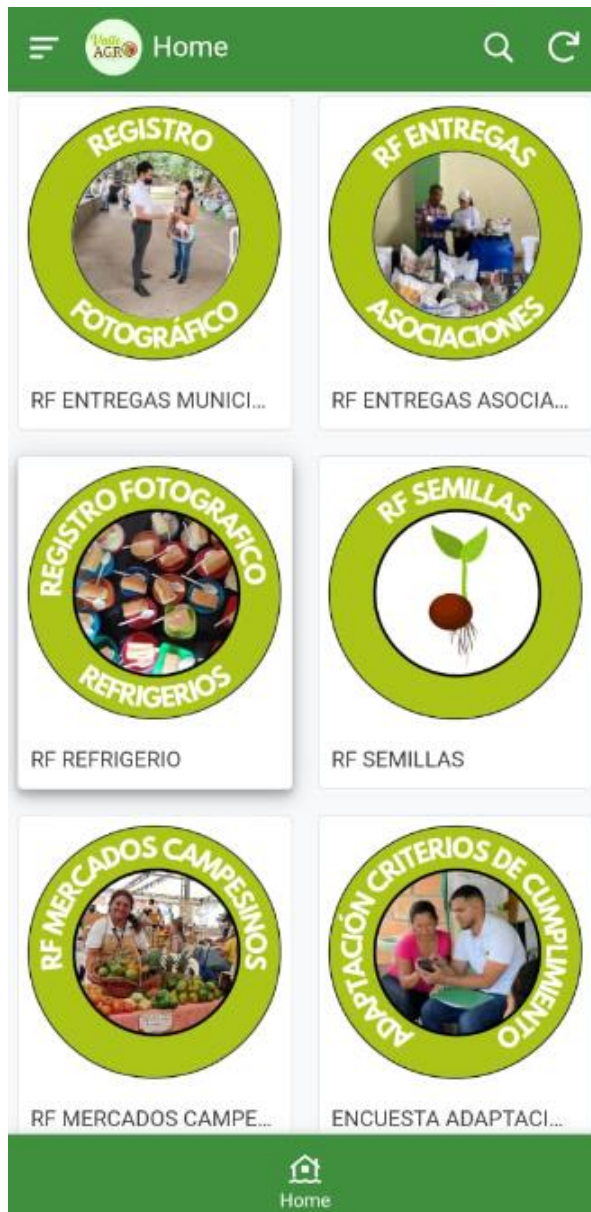 Valle
AGRO
Home
REGISTRO
FOTOGRÁFICO
RF ENTREGAS MUNICI...
RF ENTREGAS
ASOCIACIONES
RF ENTREGAS ASOCIA...
REGISTRO FOTOGRAFICO
REFRIGERIOS
RF REFRIGERIO
RF SEMILLAS
RF SEMILLAS
RF MERCADOS CAMPESINOS
RF MERCADOS CAMPE...
ADAPTACIÓN CRITERIOS DE CUMPLIMIENTO
ENCUESTA ADAPTACI...
Home